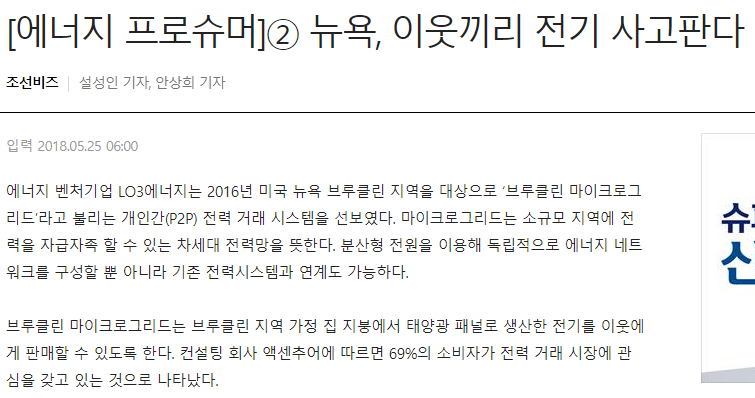 [에너지 프로슈머]② 뉴욕, 이웃끼리 전기 사고판다
조선비즈 설성인 기자, 안상희 기자
입력 2018.05.25 06:00
에너지 벤처기업 LO3에너지는 2016년 미국 뉴욕 브루클린 지역을 대상으로 '브루클린 마이크로그
리드'라고 불리는 개인간(P2P) 전력 거래 시스템을 선보였다. 마이크로그리드는 소규모 지역에 전
력을 자급자족 할 수 있는 차세대 전력망을 뜻한다. 분산형 전원을 이용해 독립적으로 에너지 네트
워크를 구성할 뿐 아니라 기존 전력시스템과 연계도 가능하다.
브루클린 마이크로그리드는 브루클린 지역 가정 집 지붕에서 태양광 패널로 생산한 전기를 이웃에
게 판매할 수 있도록 한다. 컨설팅 회사 액센추어에 따르면 69%의 소비자가 전력 거래 시장에 관
심을 갖고 있는 것으로 나타났다.